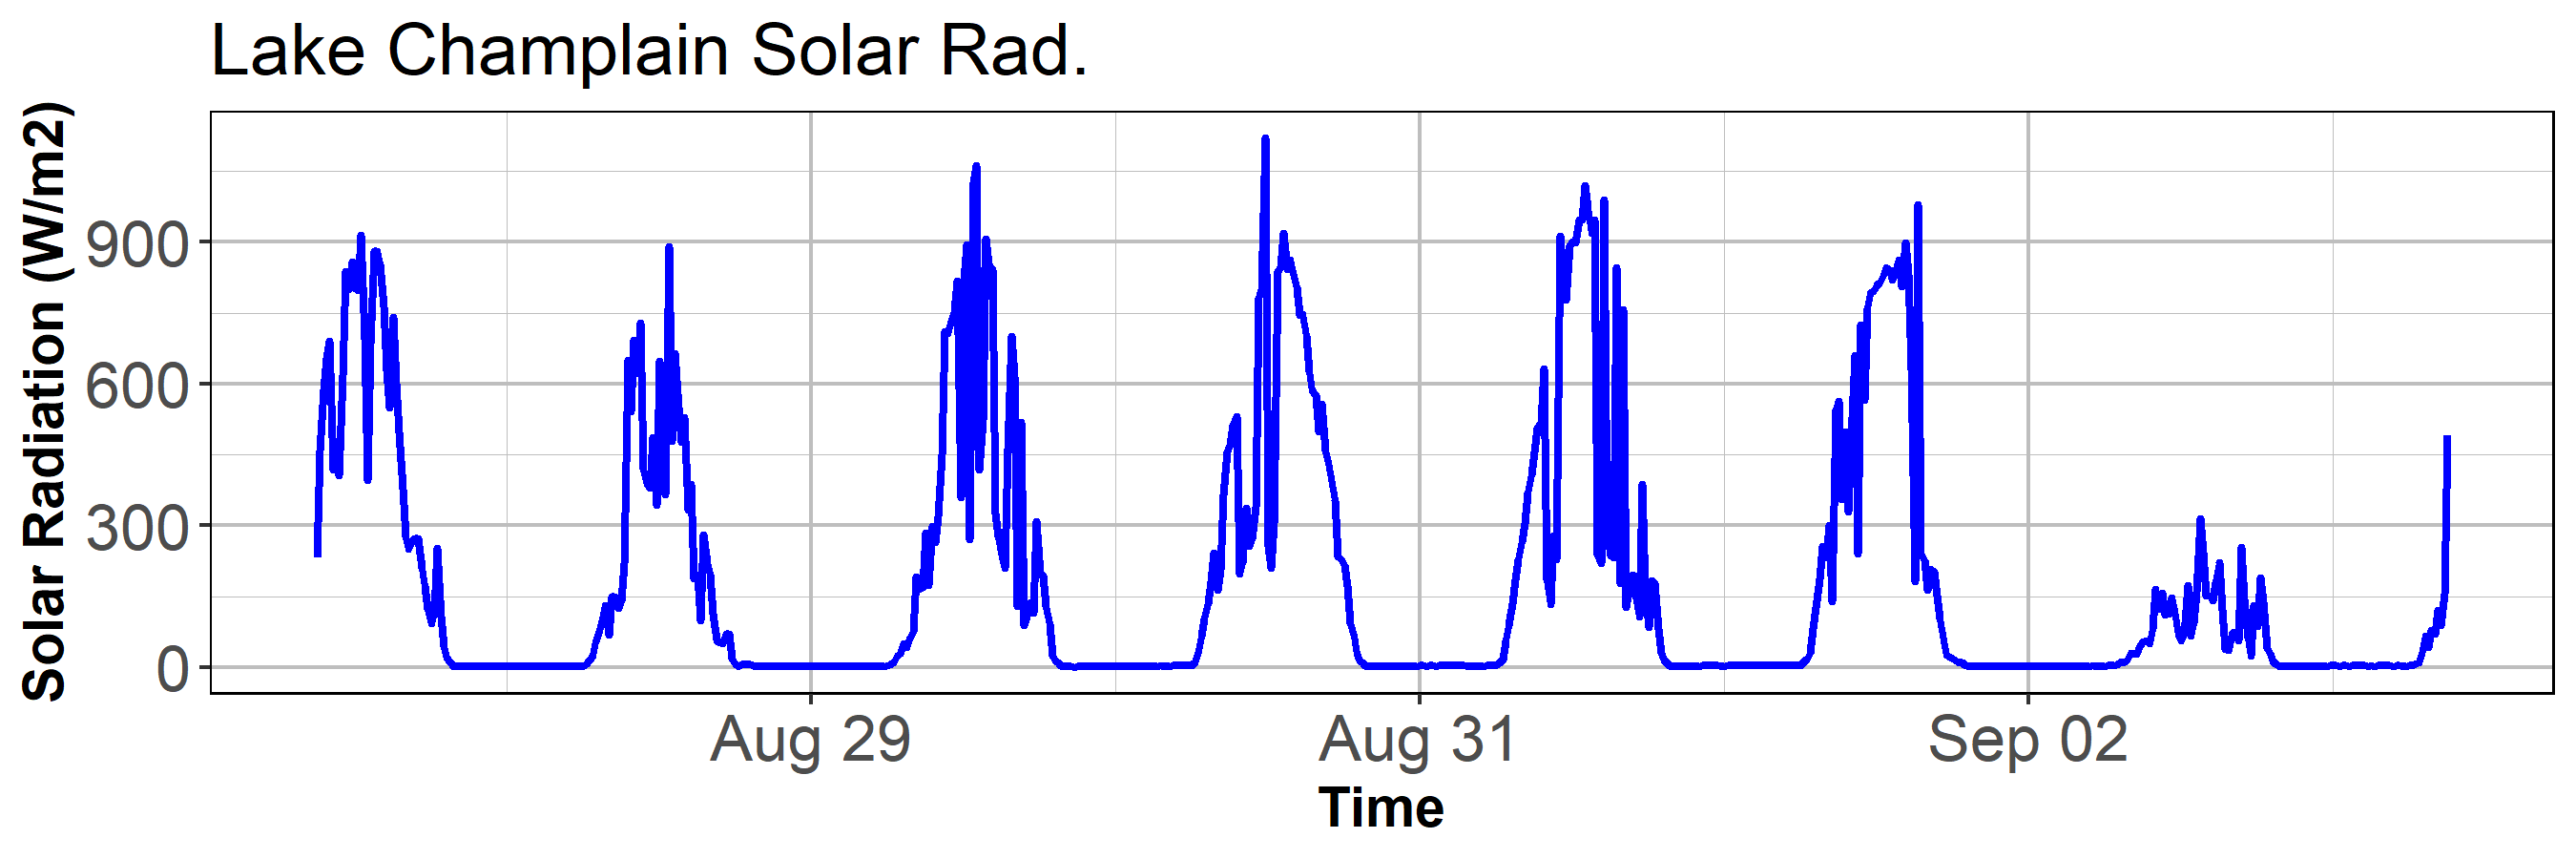 Lake Champlain Solar Rad.
Solar Radiation (W/m2)
900
600
300
0
Aug 29
Aug 31
Sep 02
Time